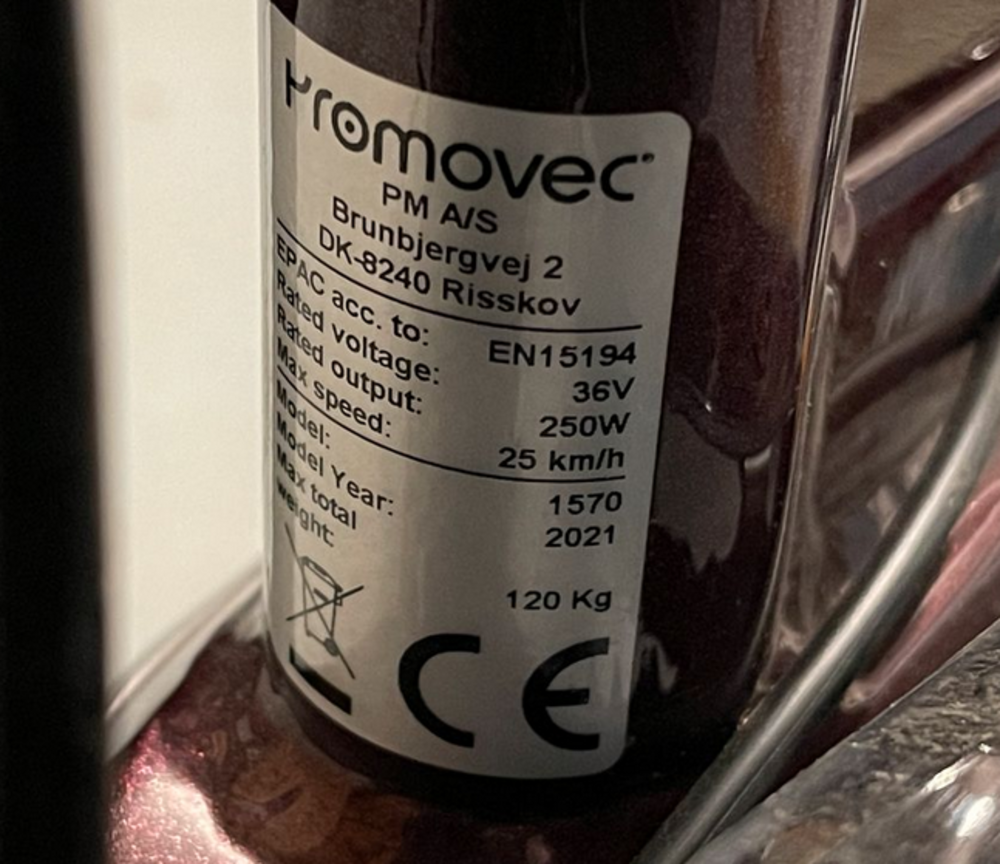 Promovec
PM A/S
Brunbjergvej 2
DK-8240 Risskov
EPAC acc. to: EN15194
Rated voltage: 36V
Rated output: 250W
Max speed: 25 km/h
Model: 1570
Model Year: 2021
Max total
weight: 120 Kg
CE